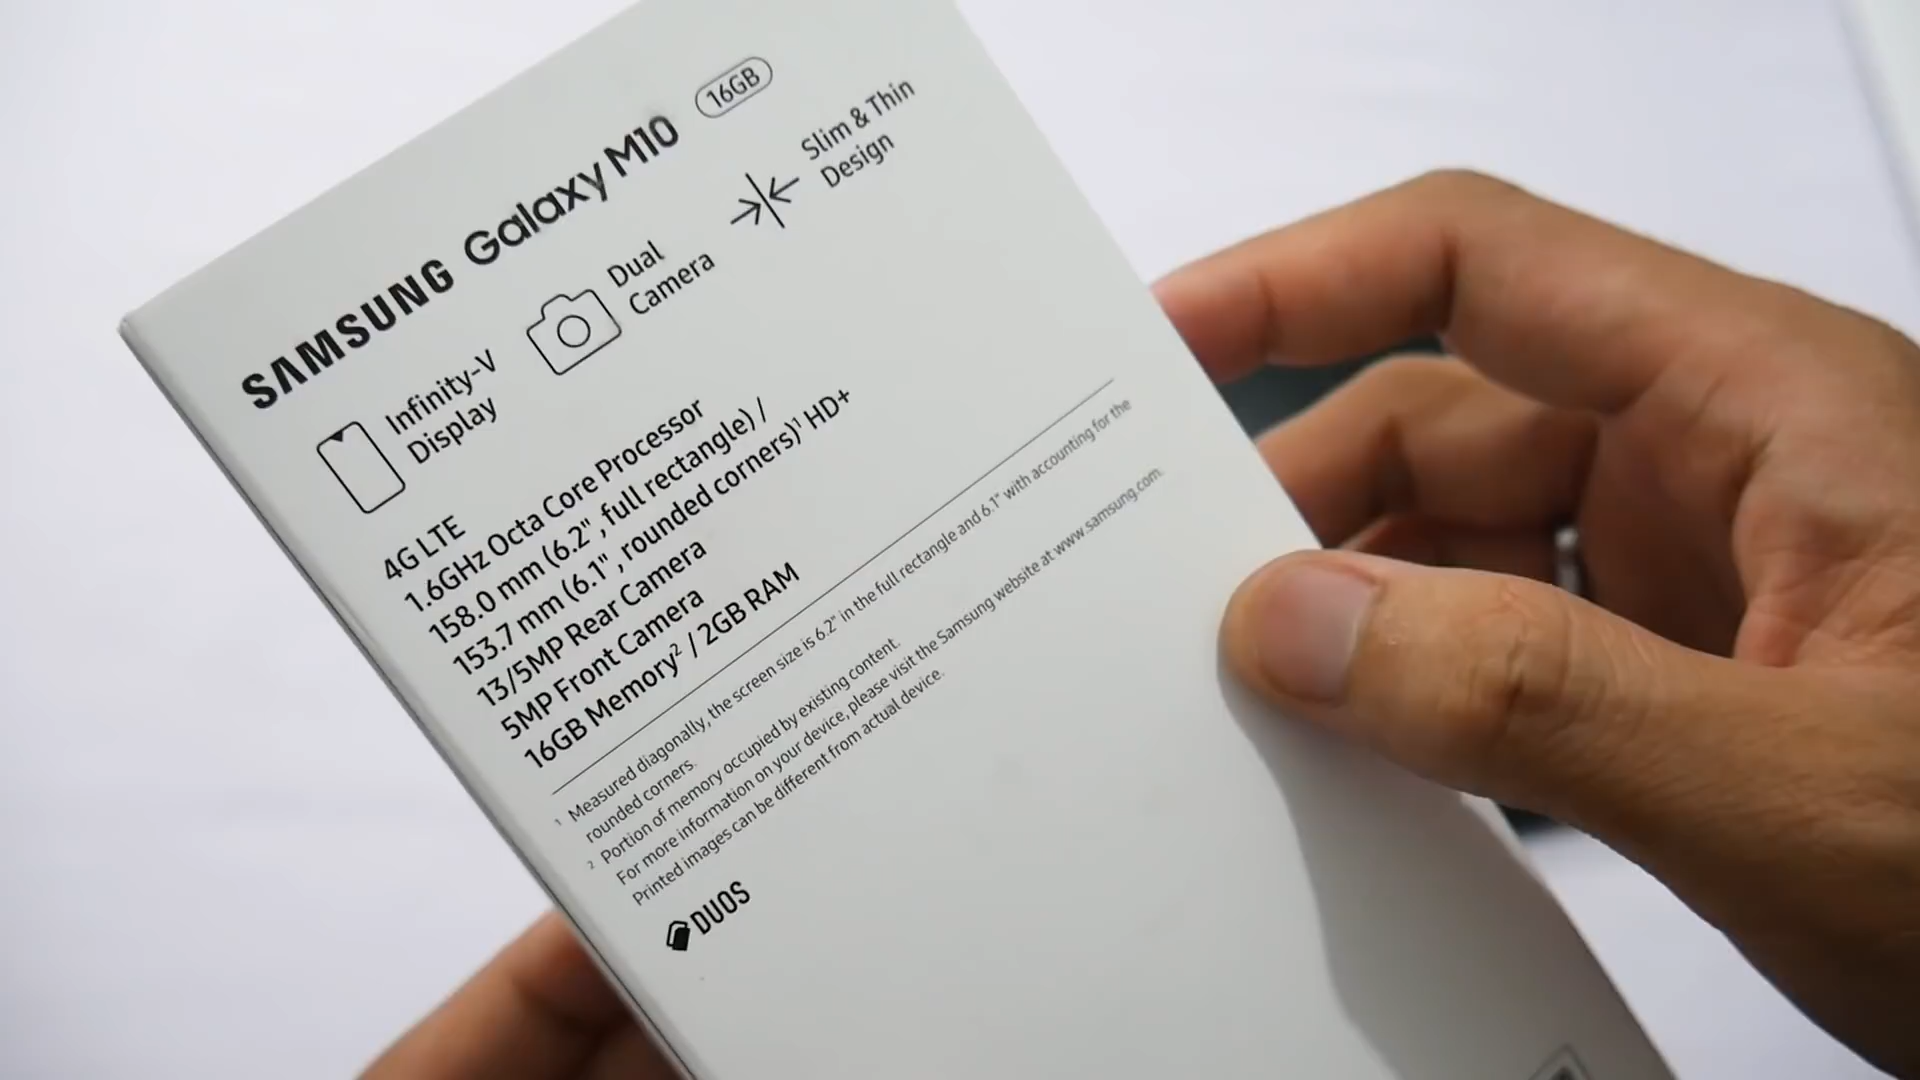 SAMSUNG Galaxy M10 16GB
Infinity-V
Display
Dual
Camera
Slim & Thin
Design
4G LTE
1.6GHz Octa Core Processor
158.0 mm (6.2", full rectangle) /
153.7 mm (6.1", rounded corners)¹ HD+
13/5MP Rear Camera
5MP Front Camera
16GB Memory² / 2GB RAM
¹ Measured diagonally, the screen size is 6.2" in the full rectangle and 6.1" with accounting for the
rounded corners.
² Portion of memory occupied by existing content.
For more information on your device, please visit the Samsung website at www.samsung.com.
Printed images can be different from actual device.
DUOS